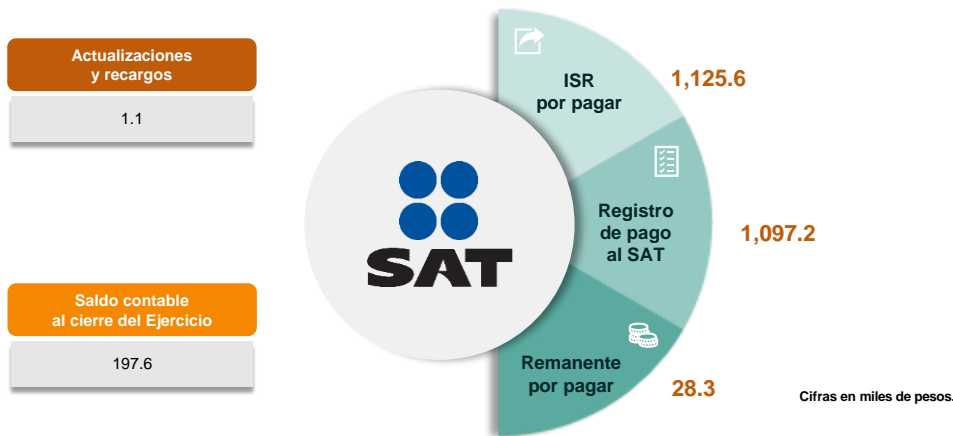 Actualizaciones
y recargos
1.1
Saldo contable
al cierre del Ejercicio
197.6
SAT
ISR
por pagar
1,125.6
Registro
de pago
al SAT
1,097.2
Remanente
por pagar
28.3
Cifras en miles de pesos.